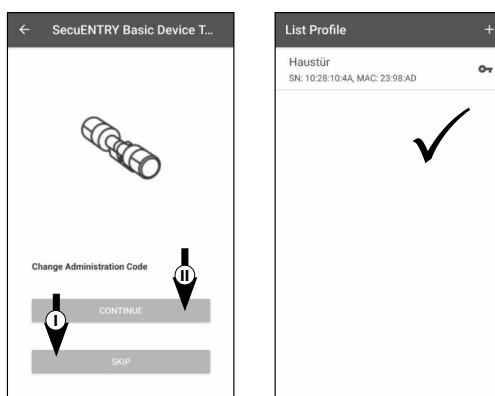 ← SecuENTRY Basic Device T...
Change Administration Code
II
CONTINUE
I
SKIP
List Profile +
Haustür
SN: 10:28:10:4A, MAC: 23:98:AD